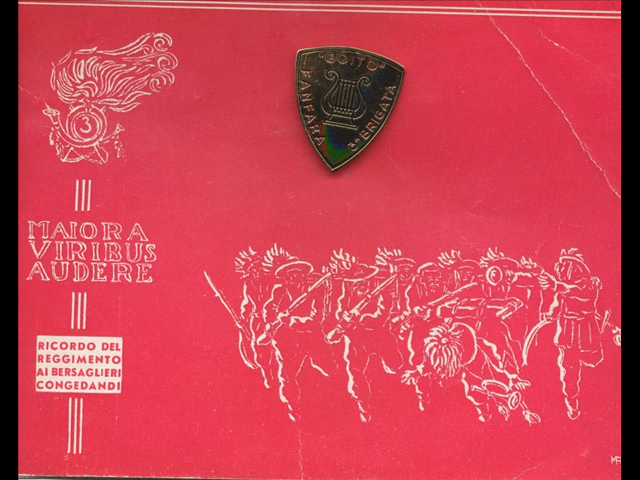 "GOITO"
FANFARA
3a BRIGATA
3
MAIORA
VIRIBUS
AUDERE
RICORDO DEL
REGGIMENTO
AI BERSAGLIERI
CONGEDANDI